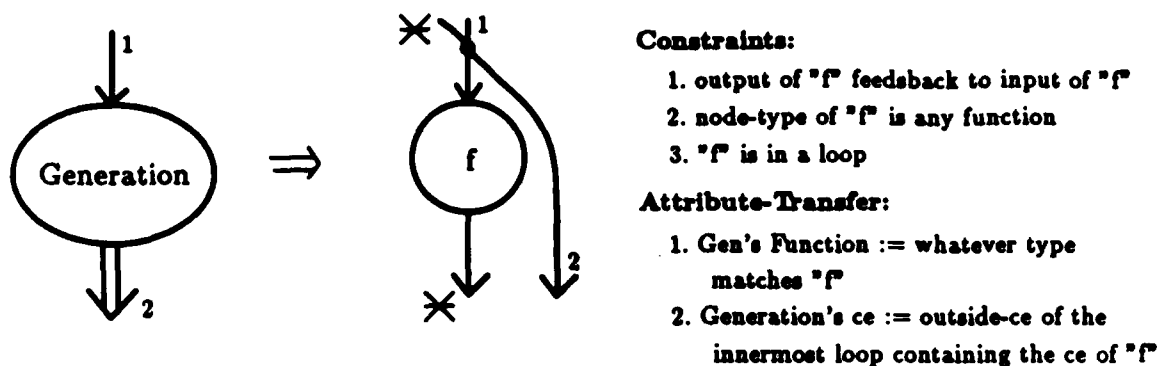 1
Generation
2
⇒
1
f
2
Constraints:
1. output of "f" feedsback to input of "f"
2. node-type of "f" is any function
3. "f" is in a loop
Attribute-Transfer:
1. Gen's Function := whatever type
matches "f"
2. Generation's ce := outside-ce of the
innermost loop containing the ce of "f"